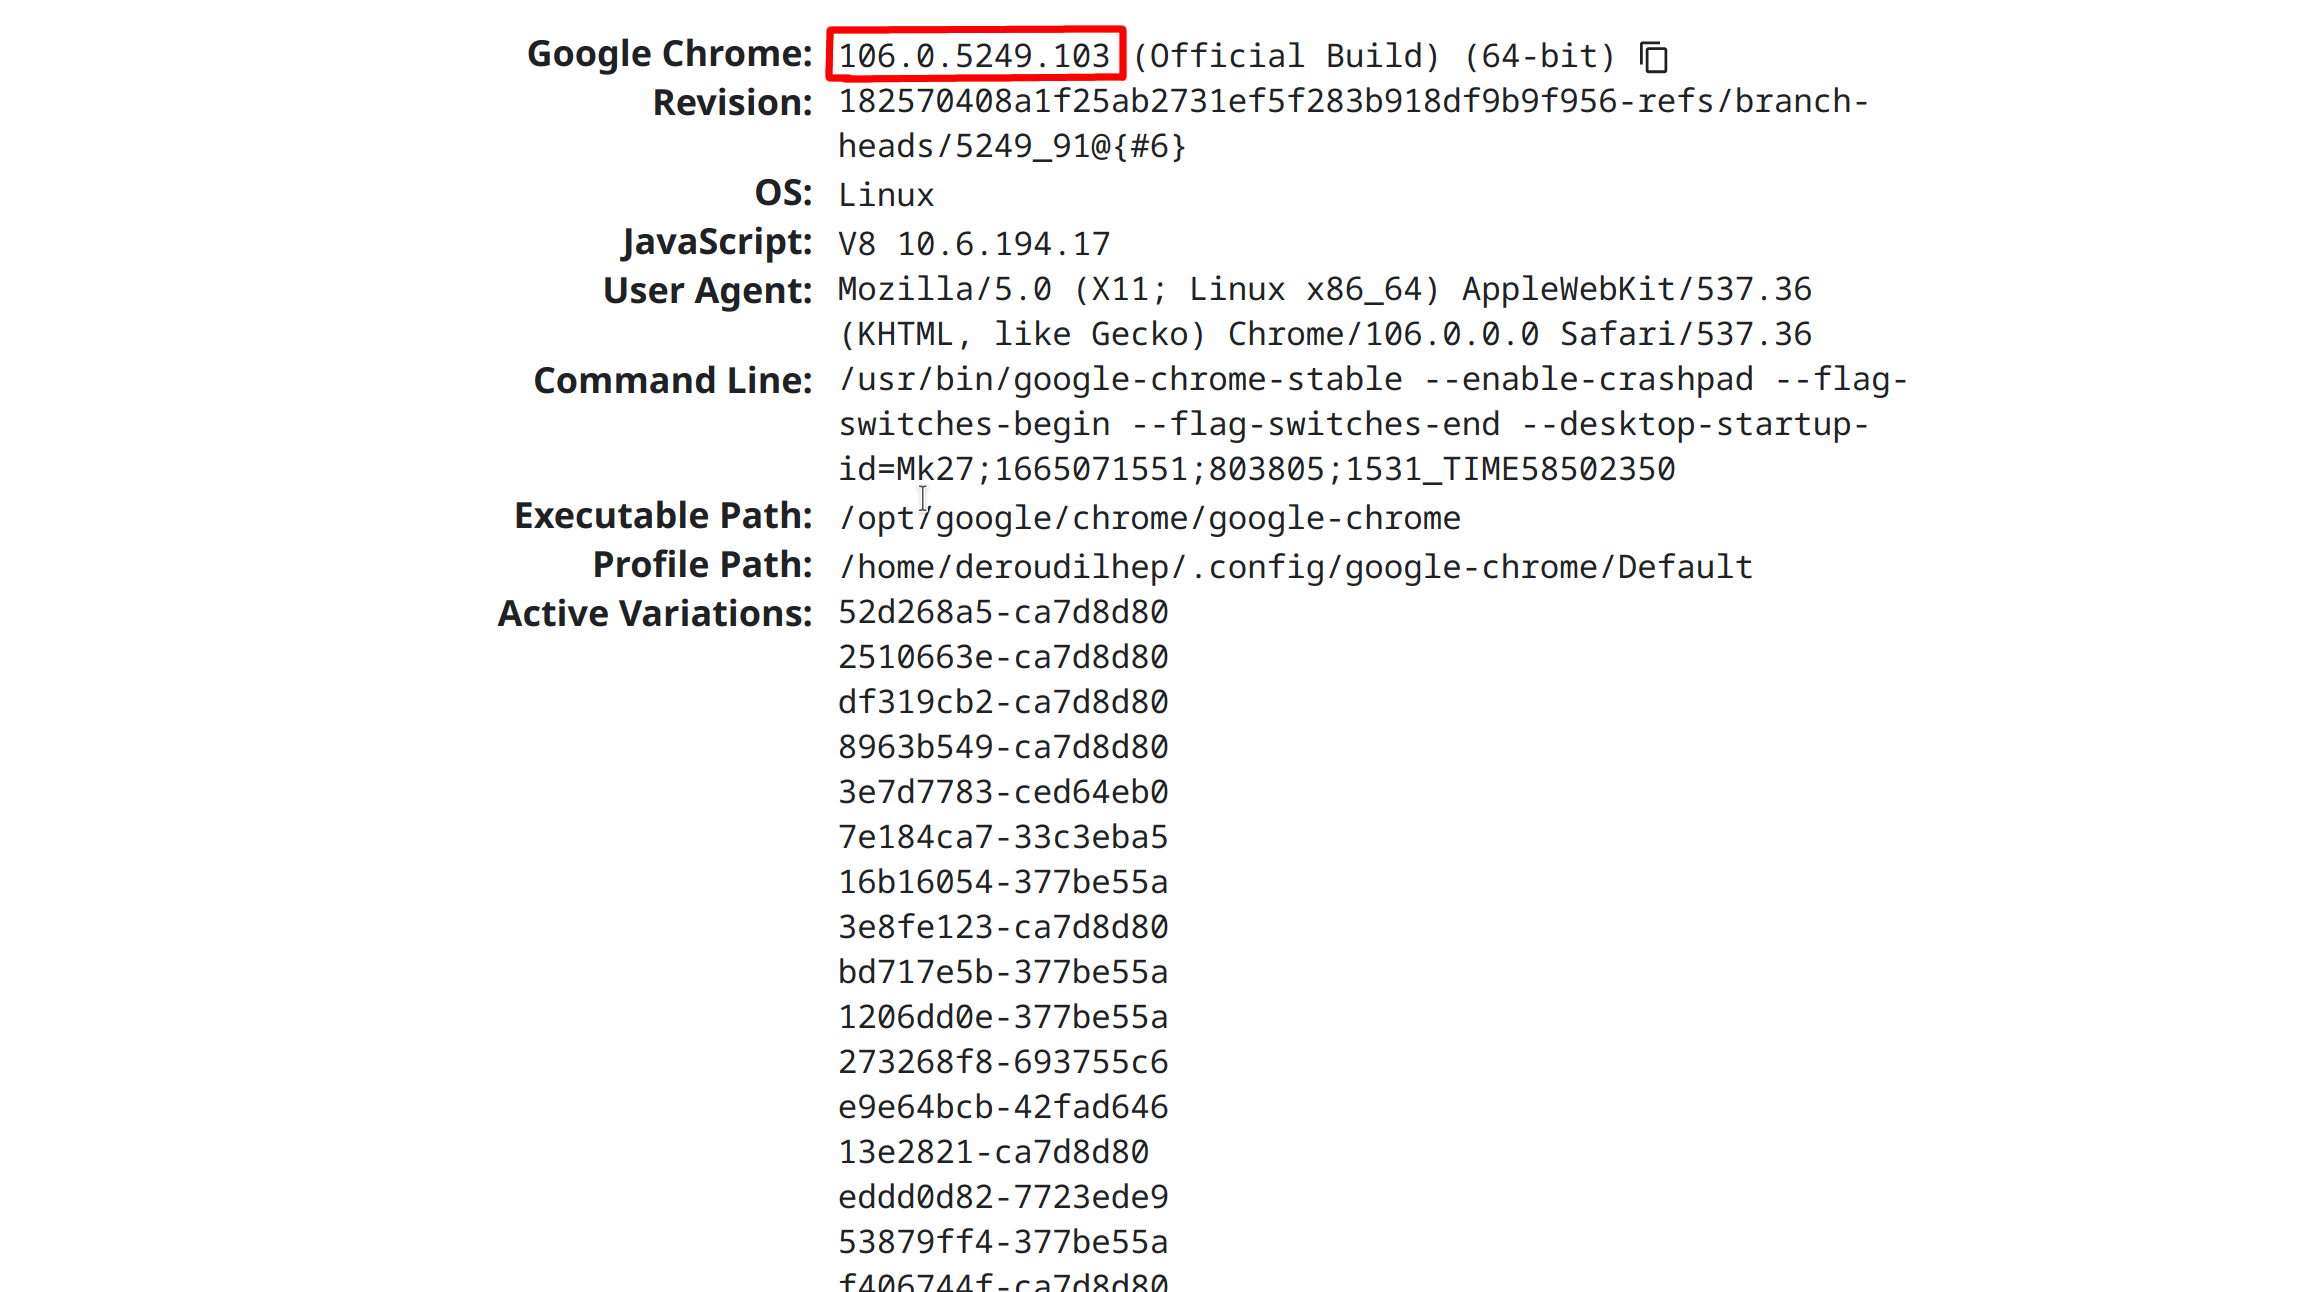 Google Chrome: 106.0.5249.103 (Official Build) (64-bit)
Revision: 182570408a1f25ab2731ef5f283b918df9b9f956-refs/branch-
heads/5249_91@{#6}
OS: Linux
JavaScript: V8 10.6.194.17
User Agent: Mozilla/5.0 (X11; Linux x86_64) AppleWebKit/537.36
(KHTML, like Gecko) Chrome/106.0.0.0 Safari/537.36
Command Line: /usr/bin/google-chrome-stable --enable-crashpad --flag-
switches-begin --flag-switches-end --desktop-startup-
id=Mk27;1665071551;803805;1531_TIME58502350
Executable Path: /opt/google/chrome/google-chrome
Profile Path: /home/deroudilhep/.config/google-chrome/Default
Active Variations: 52d268a5-ca7d8d80
2510663e-ca7d8d80
df319cb2-ca7d8d80
8963b549-ca7d8d80
3e7d7783-ced64eb0
7e184ca7-33c3eba5
16b16054-377be55a
3e8fe123-ca7d8d80
bd717e5b-377be55a
1206dd0e-377be55a
273268f8-693755c6
e9e64bcb-42fad646
13e2821-ca7d8d80
eddd0d82-7723ede9
53879ff4-377be55a
f406744f-ca7d8d80